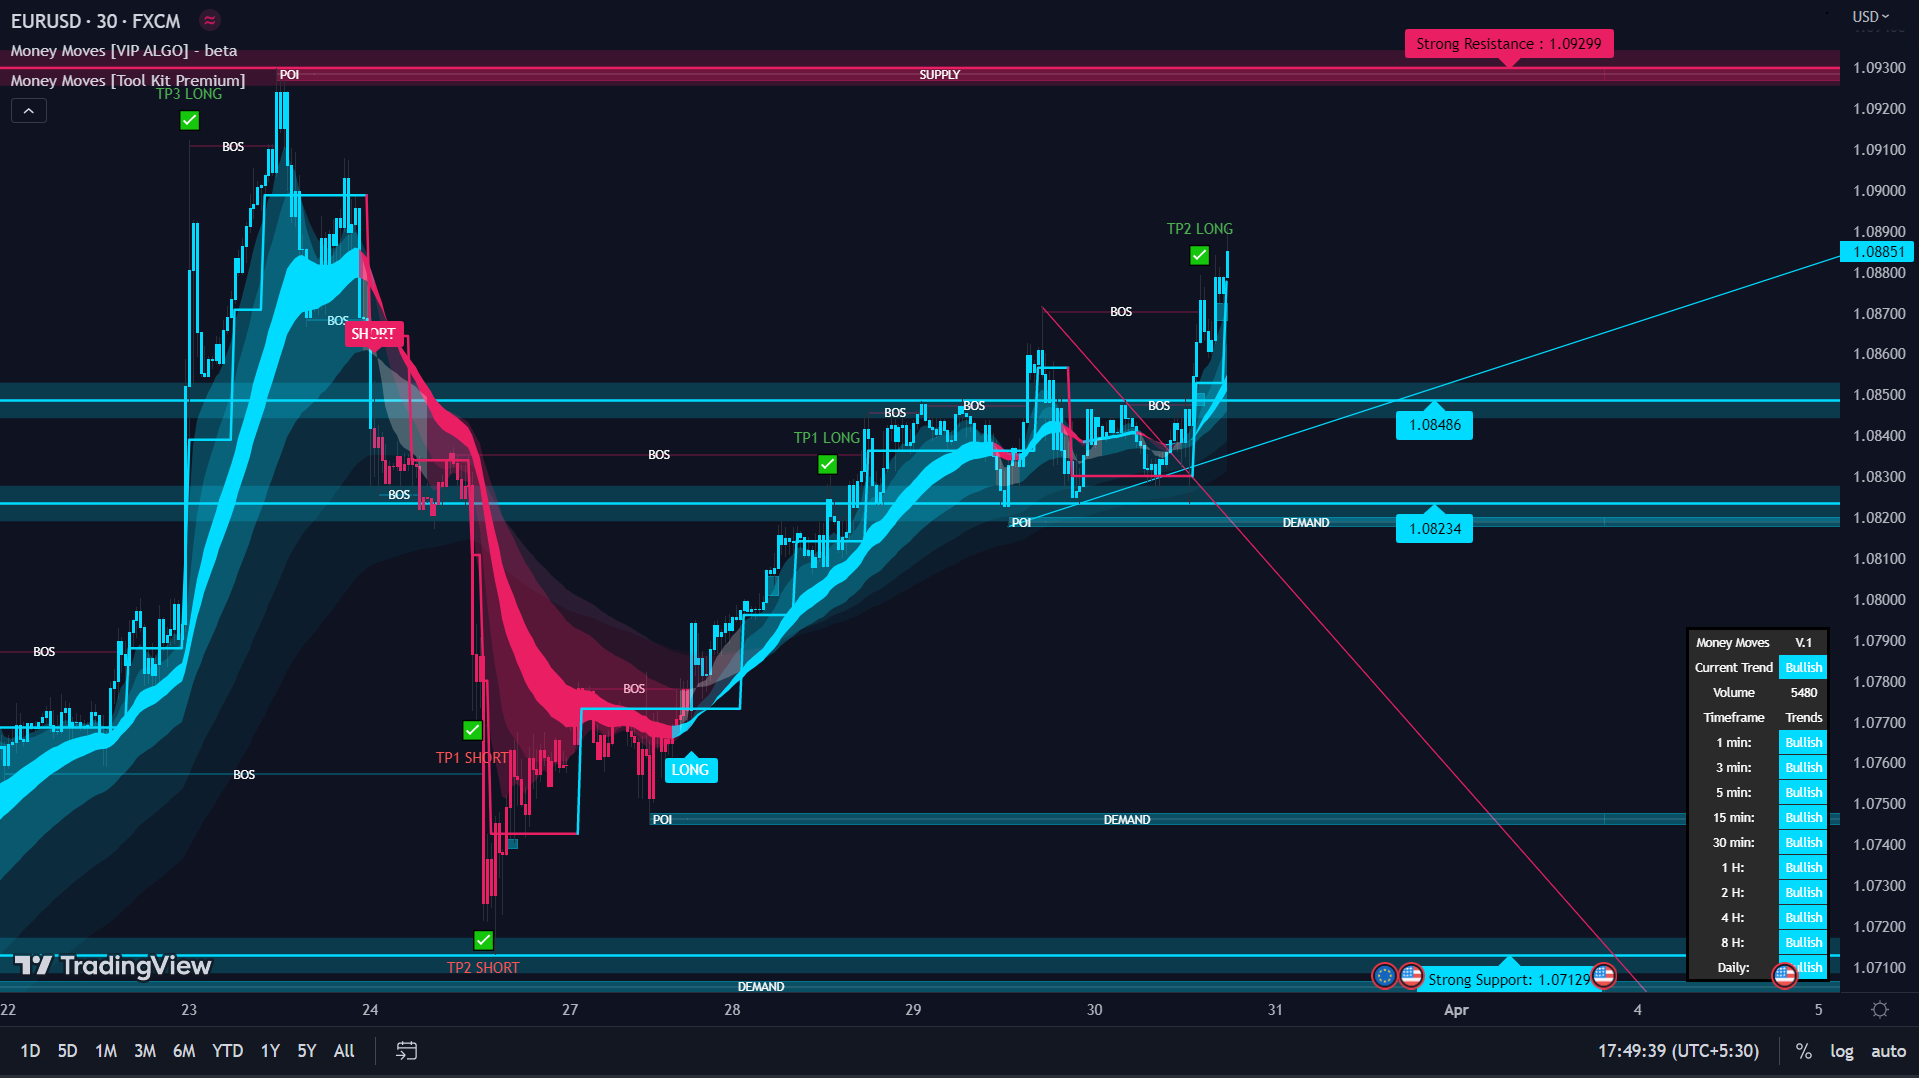 EURUSD · 30 · FXCM
USD
Money Moves [VIP ALGO] - beta
Money Moves [Tool Kit Premium]
Strong Resistance : 1.09299
POI
SUPPLY
TP3 LONG
BOS
TP2 LONG
BOS
BOS
SHORT
BOS
BOS
BOS
BOS
1.08486
TP1 LONG
BOS
BOS
POI
DEMAND
1.08234
BOS
BOS
TP1 SHORT
LONG
BOS
POI
DEMAND
TP2 SHORT
DEMAND
Strong Support: 1.07129
TradingView
1.09300
1.09200
1.09100
1.09000
1.08900
1.08851
1.08800
1.08700
1.08600
1.08500
1.08400
1.08300
1.08200
1.08100
1.08000
1.07900
1.07800
1.07700
1.07600
1.07500
1.07400
1.07300
1.07200
1.07100
Money Moves V.1
Current Trend Bullish
Volume 5480
Timeframe Trends
1 min: Bullish
3 min: Bullish
5 min: Bullish
15 min: Bullish
30 min: Bullish
1 H: Bullish
2 H: Bullish
4 H: Bullish
8 H: Bullish
Daily: Bullish
22 23 24 27 28 29 30 31 Apr 4 5
1D 5D 1M 3M 6M YTD 1Y 5Y All
17:49:39 (UTC+5:30) % log auto